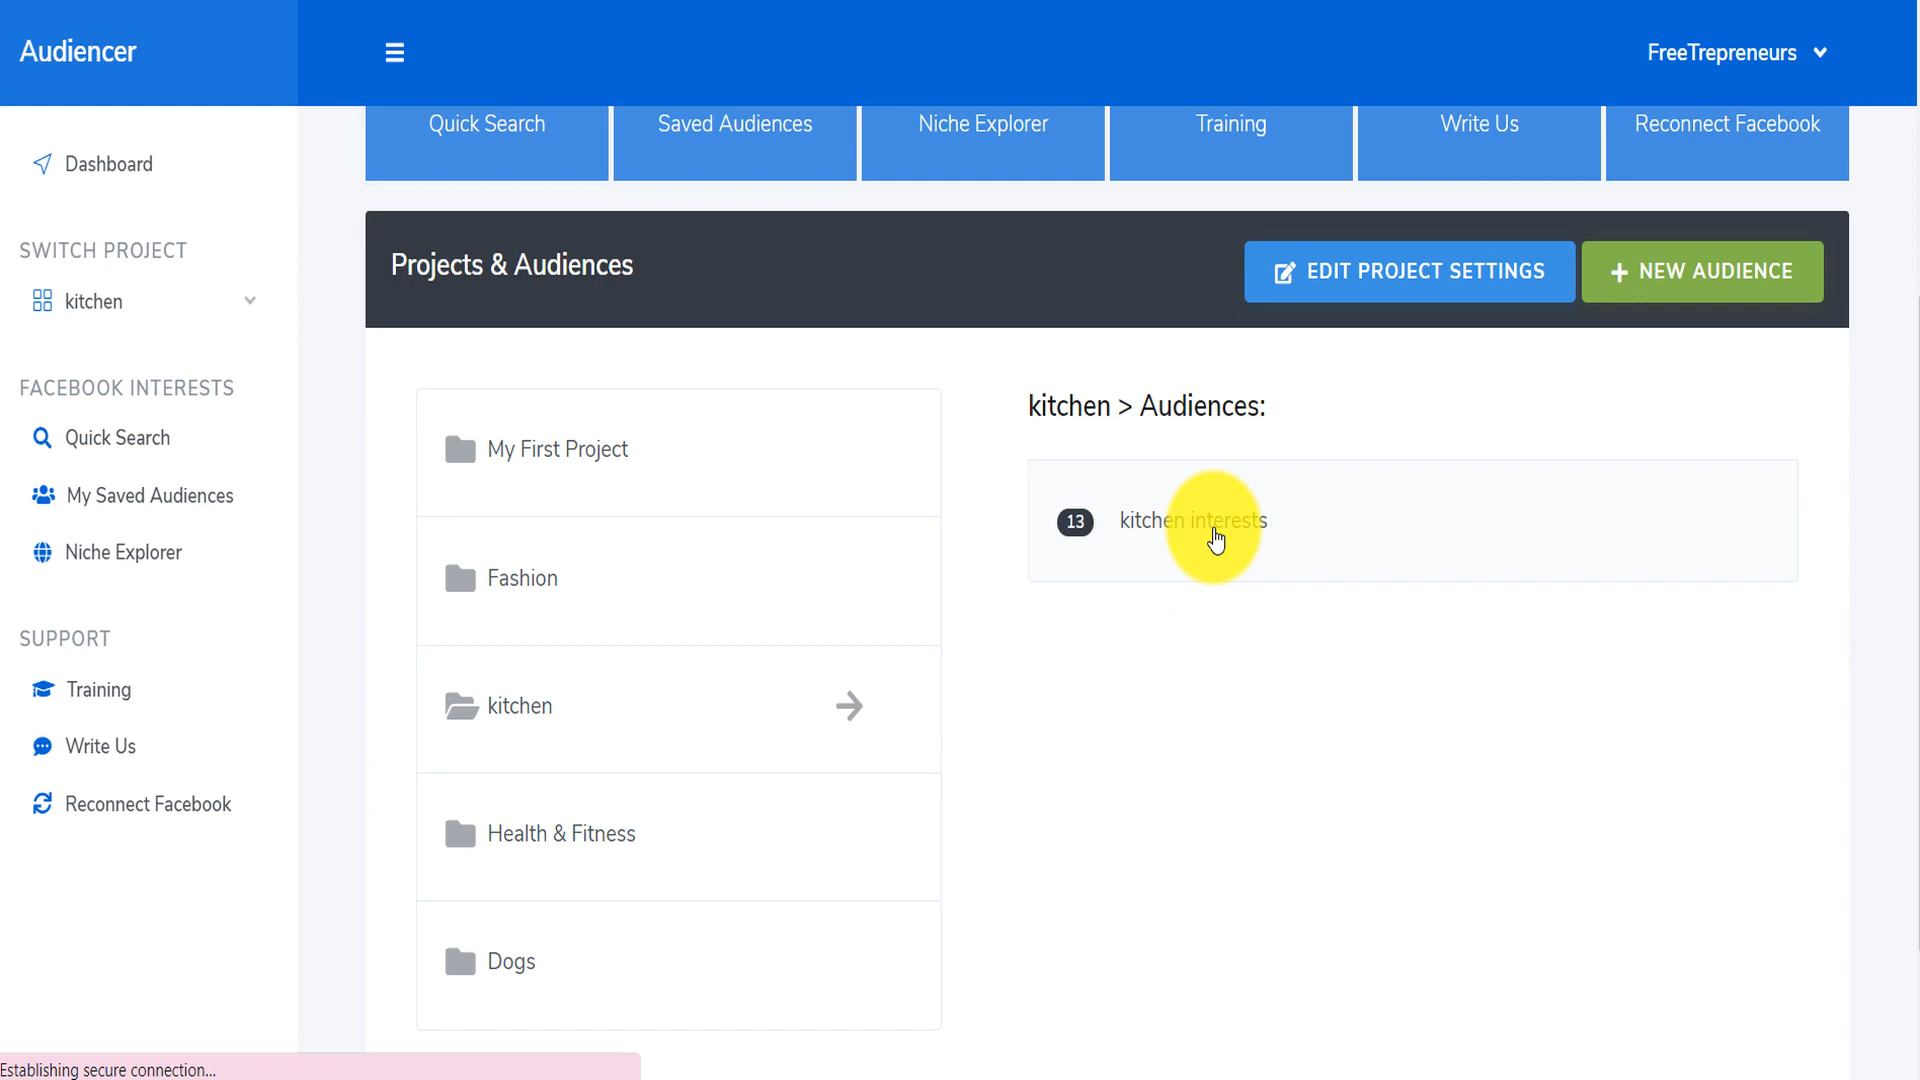 Audiencer
FreeTrepreneurs
Quick Search
Saved Audiences
Niche Explorer
Training
Write Us
Reconnect Facebook
Dashboard
SWITCH PROJECT
kitchen
FACEBOOK INTERESTS
Quick Search
My Saved Audiences
Niche Explorer
SUPPORT
Training
Write Us
Reconnect Facebook
Projects & Audiences
EDIT PROJECT SETTINGS
NEW AUDIENCE
My First Project
Fashion
kitchen
Health & Fitness
Dogs
kitchen > Audiences:
13 kitchen interests
Establishing secure connection...